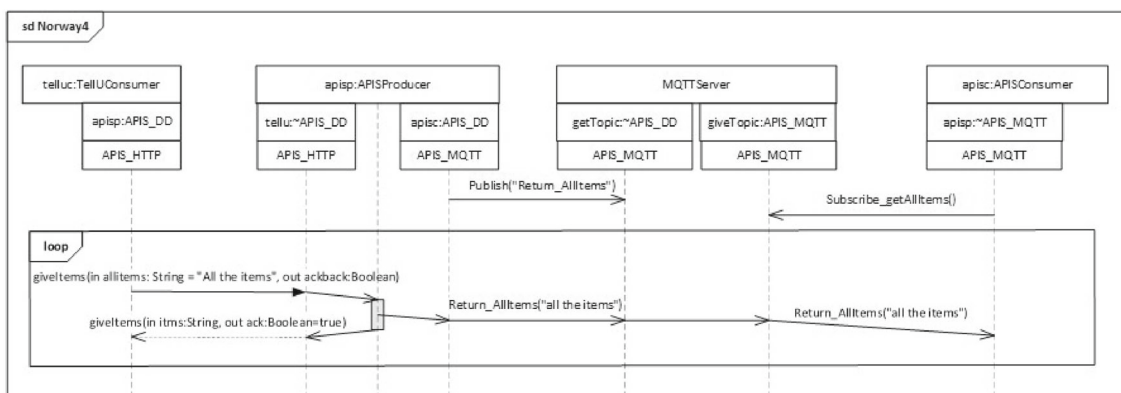 sd Norway4
telluc:TellUConsumer
apisp:APISProducer
MQTTServer
apisc:APISConsumer
apisp:APIS_DD
tellu:~APIS_DD
apisc:APIS_DD
getTopic:~APIS_DD
giveTopic:APIS_MQTT
apisp:~APIS_MQTT
APIS_HTTP
APIS_HTTP
APIS_MQTT
APIS_MQTT
APIS_MQTT
APIS_MQTT
Publish("Return_AllItems")
Subscribe_getAllItems()
loop
giveItems(in allitems: String = "All the items", out ackback:Boolean)
Return_AllItems("all the items")
Return_AllItems("all the items")
giveItems(in itms:String, out ack:Boolean=true)